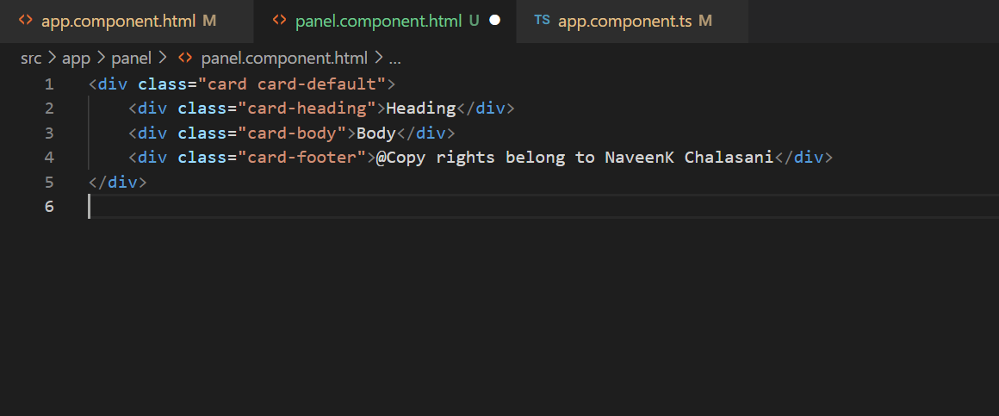 <> app.component.html M <> panel.component.html U ● TS app.component.ts M
src > app > panel > <> panel.component.html > ...
1 <div class="card card-default">
2     <div class="card-heading">Heading</div>
3     <div class="card-body">Body</div>
4     <div class="card-footer">@Copy rights belong to NaveenK Chalasani</div>
5 </div>
6